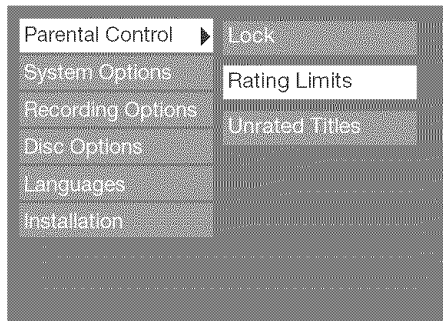 Parental Control
System Options
Recording Options
Disc Options
Languages
Installation
Lock
Rating Limits
Unrated Titles